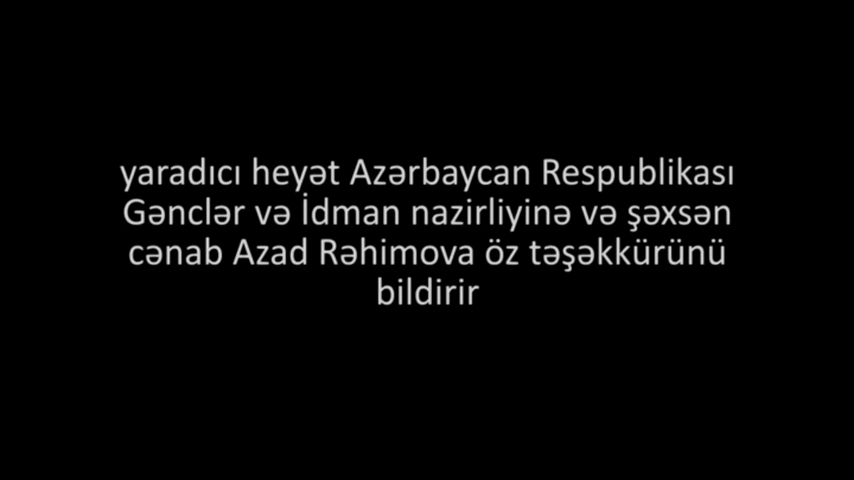 yaradıcı heyət Azərbaycan Respublikası
Gənclər və İdman nazirliyinə və şəxsən
cənab Azad Rəhimova öz təşəkkürünü
bildirir